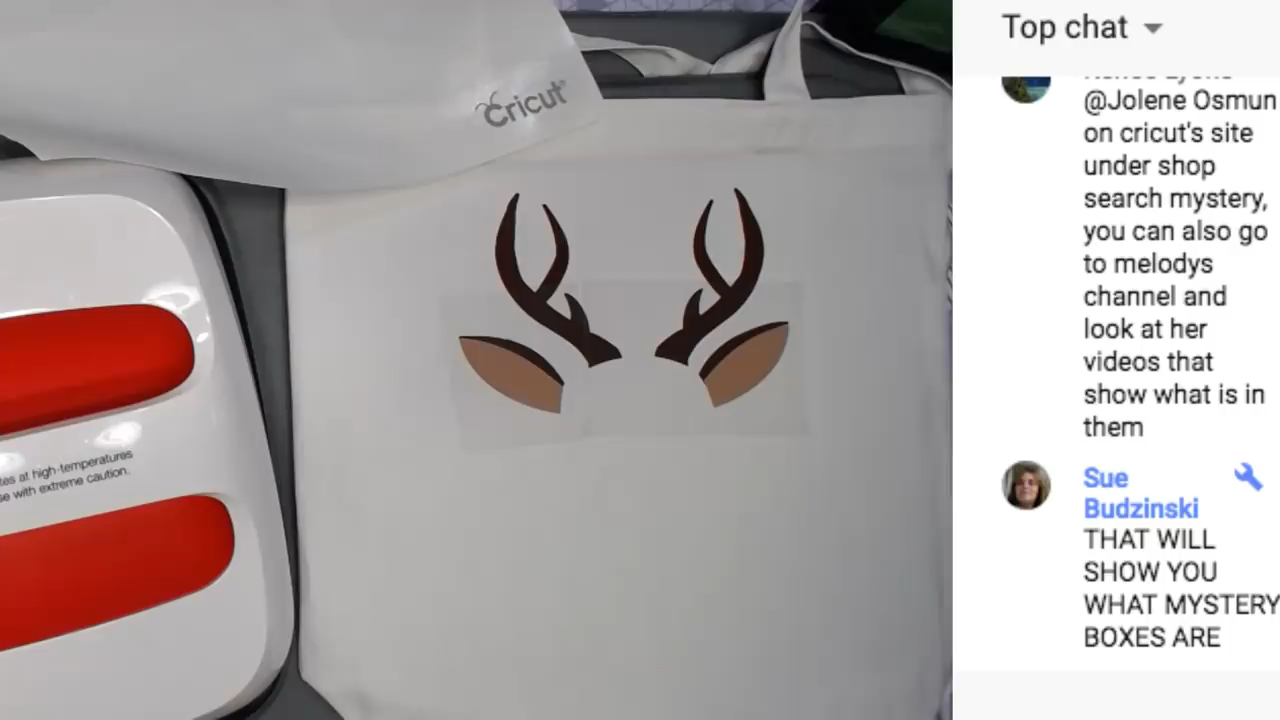 Cricut
tes at high-temperatures
se with extreme caution.
Top chat
@Jolene Osmun
on cricut's site
under shop
search mystery,
you can also go
to melodys
channel and
look at her
videos that
show what is in
them
Sue
Budzinski
THAT WILL
SHOW YOU
WHAT MYSTERY
BOXES ARE